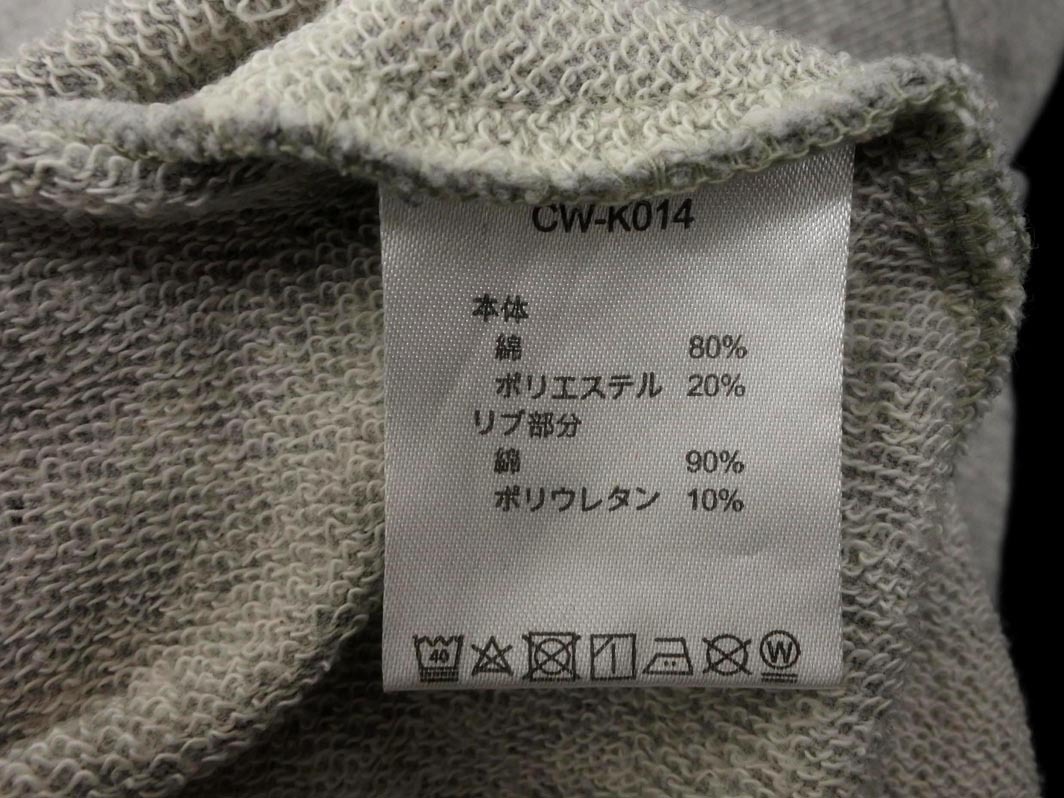 CW-K014
本体
綿 80%
ポリエステル 20%
リブ部分
綿 90%
ポリウレタン 10%
40 W